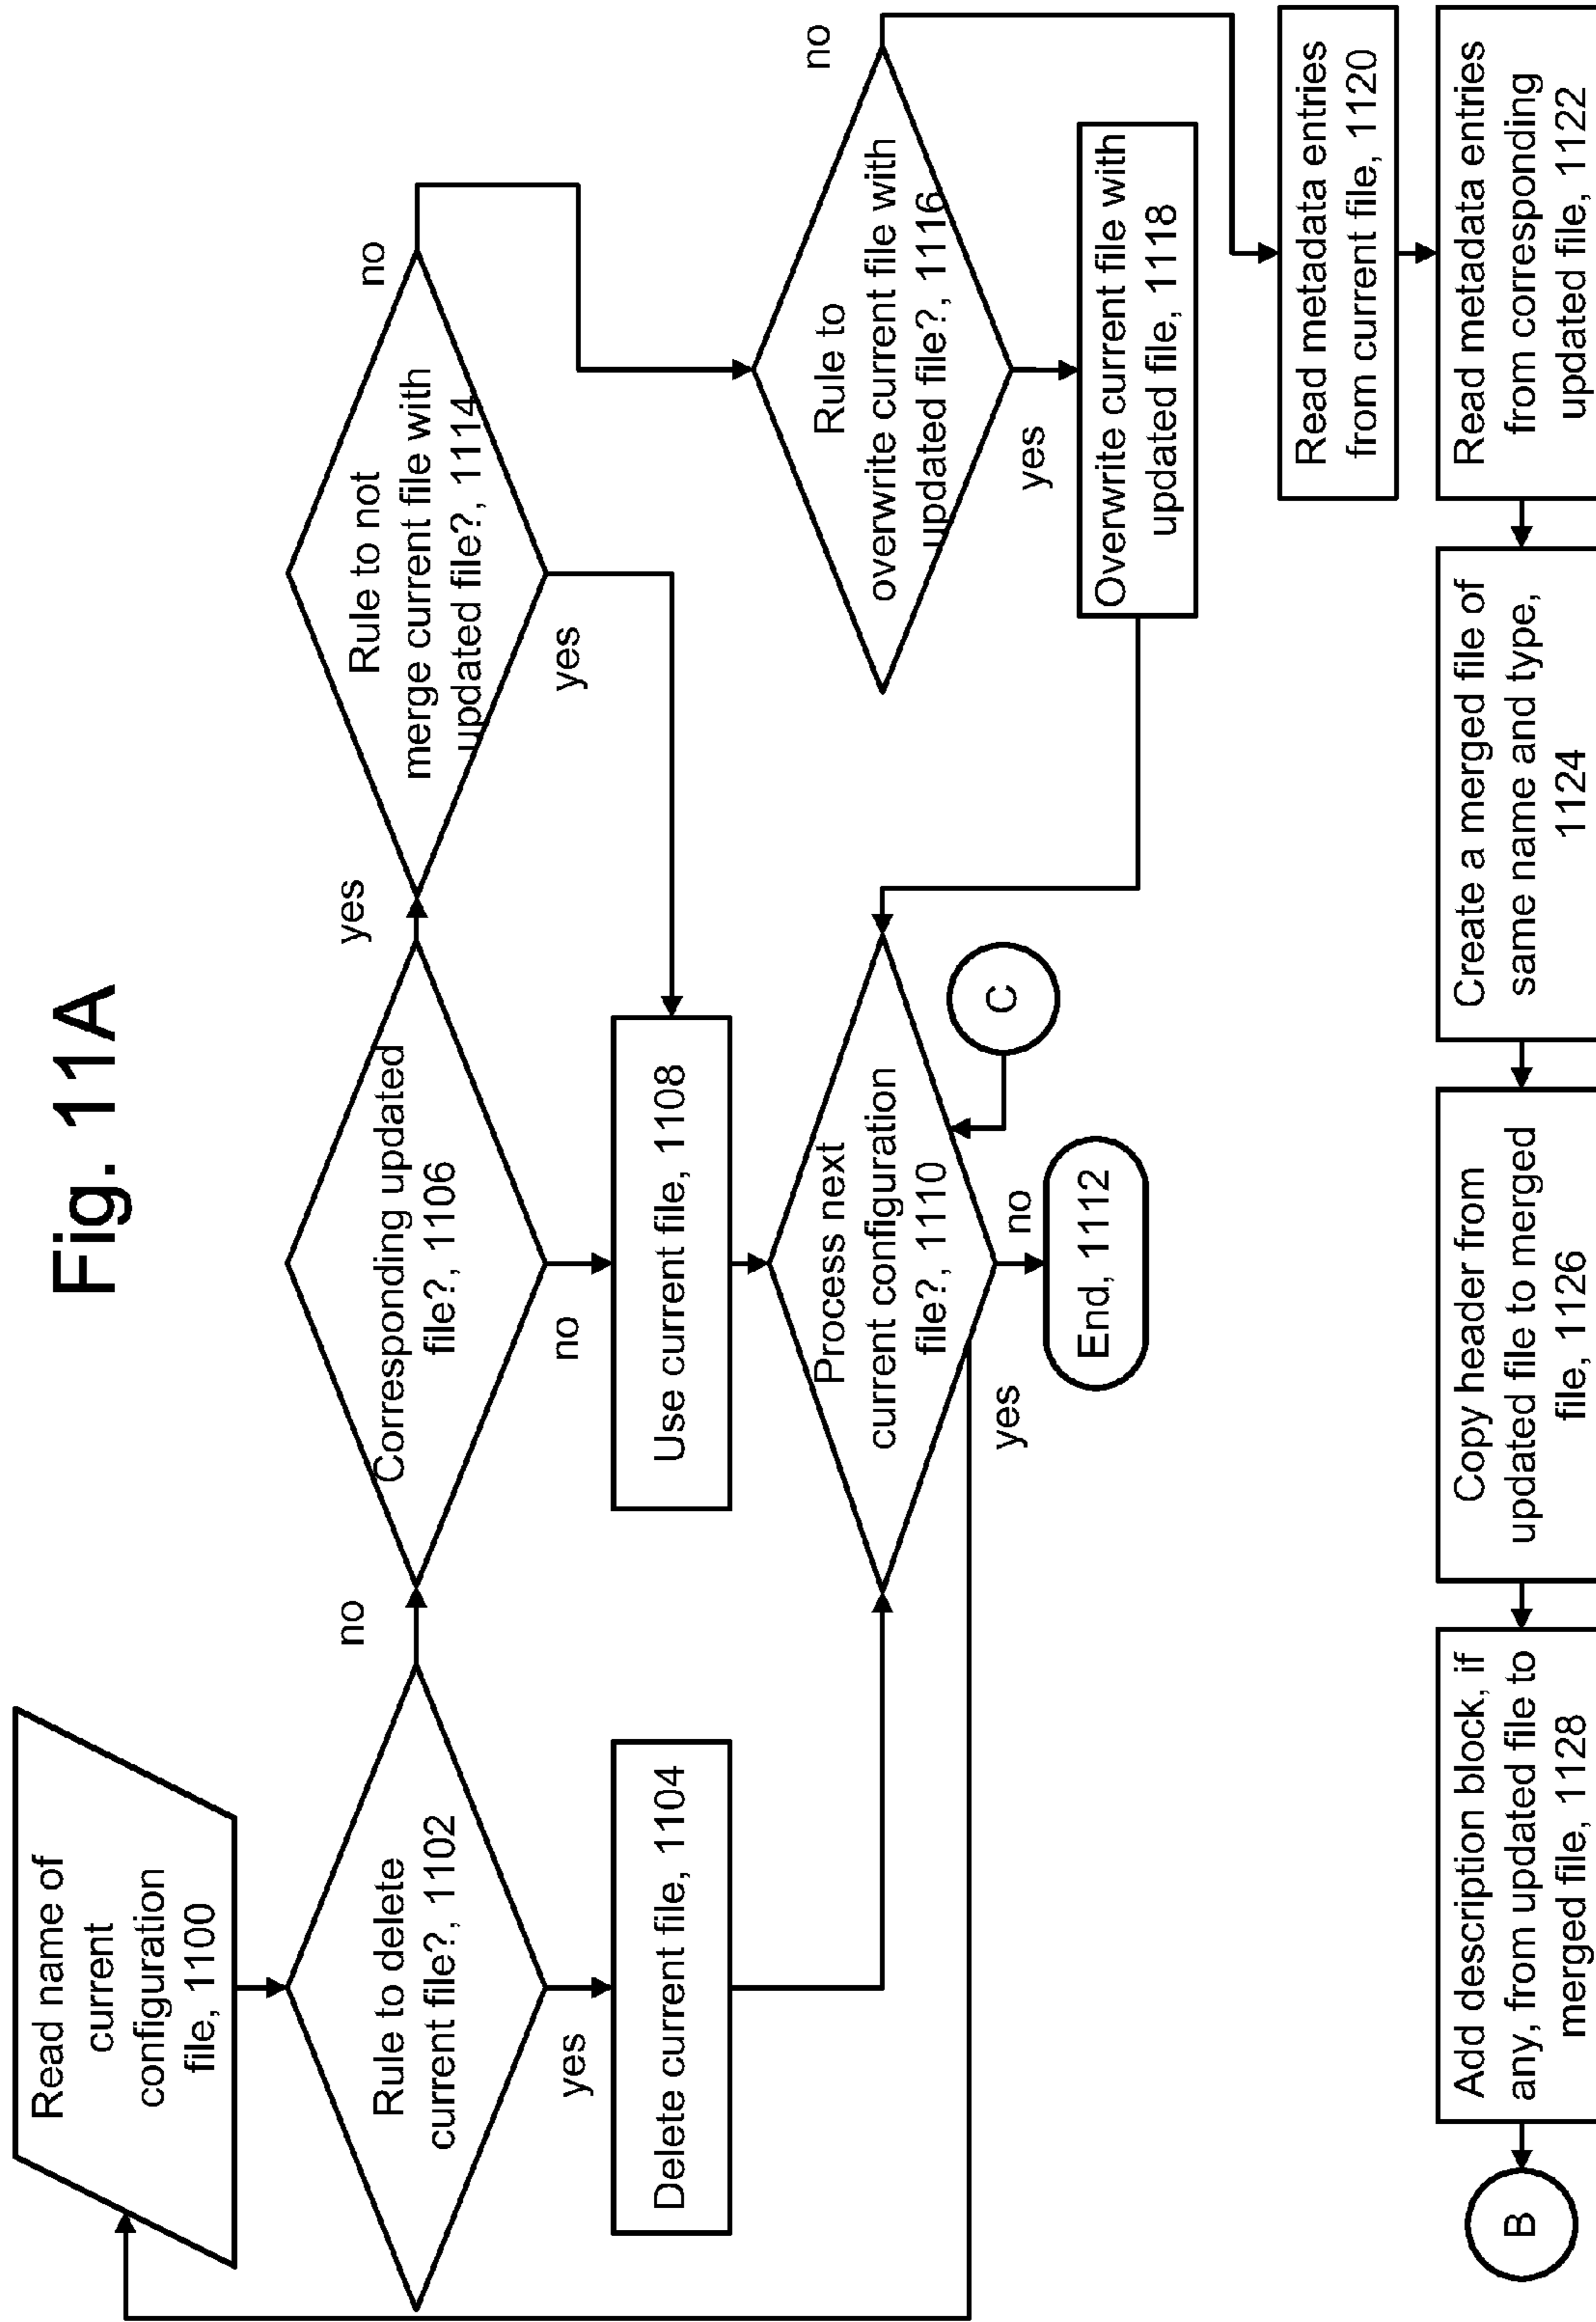 Fig. 11A
Read name of
current
configuration
file, 1100
Rule to delete
current file?, 1102
no
yes
Delete current file, 1104
Corresponding updated
file?, 1106
yes
no
Use current file, 1108
Process next
current configuration
file?, 1110
yes
no
C
End, 1112
Rule to not
merge current file with
updated file?, 1114
no
yes
Rule to
overwrite current file with
updated file?, 1116
no
yes
Overwrite current file with
updated file, 1118
Read metadata entries
from current file, 1120
Read metadata entries
from corresponding
updated file, 1122
Create a merged file of
same name and type,
1124
Copy header from
updated file to merged
file, 1126
Add description block, if
any, from updated file to
merged file, 1128
B